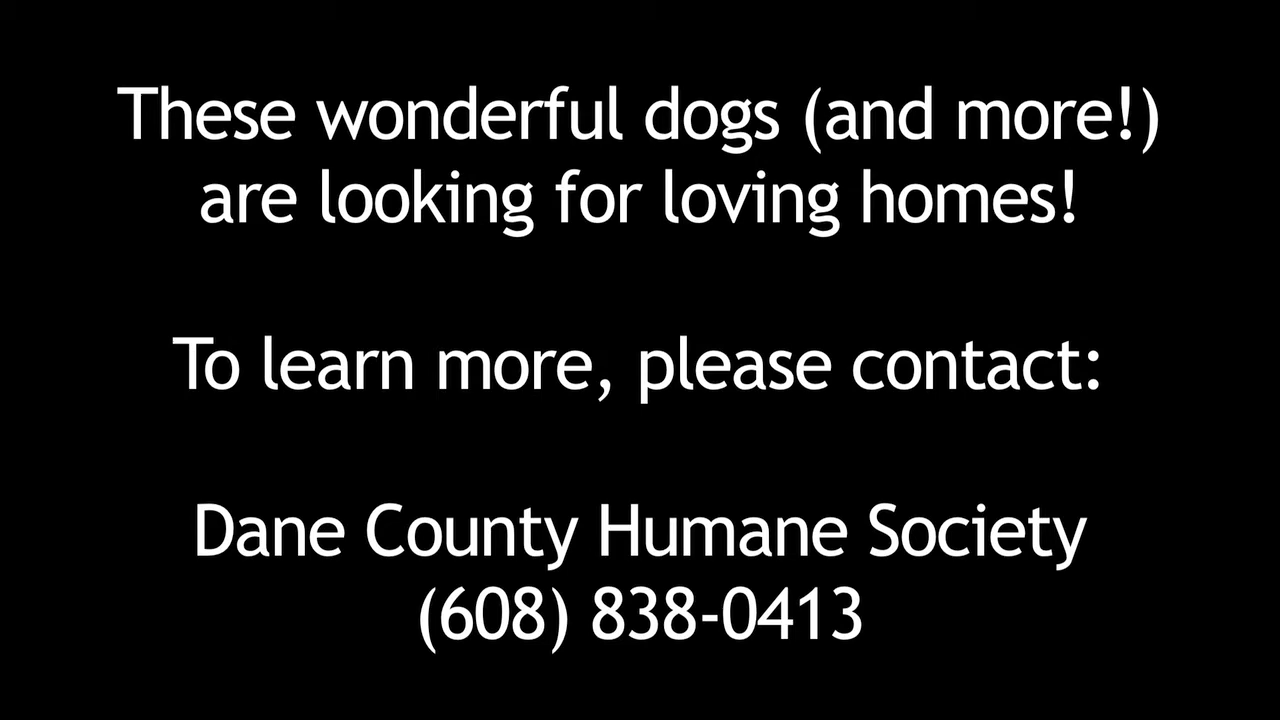 These wonderful dogs (and more!)
are looking for loving homes!
To learn more, please contact:
Dane County Humane Society
(608) 838-0413